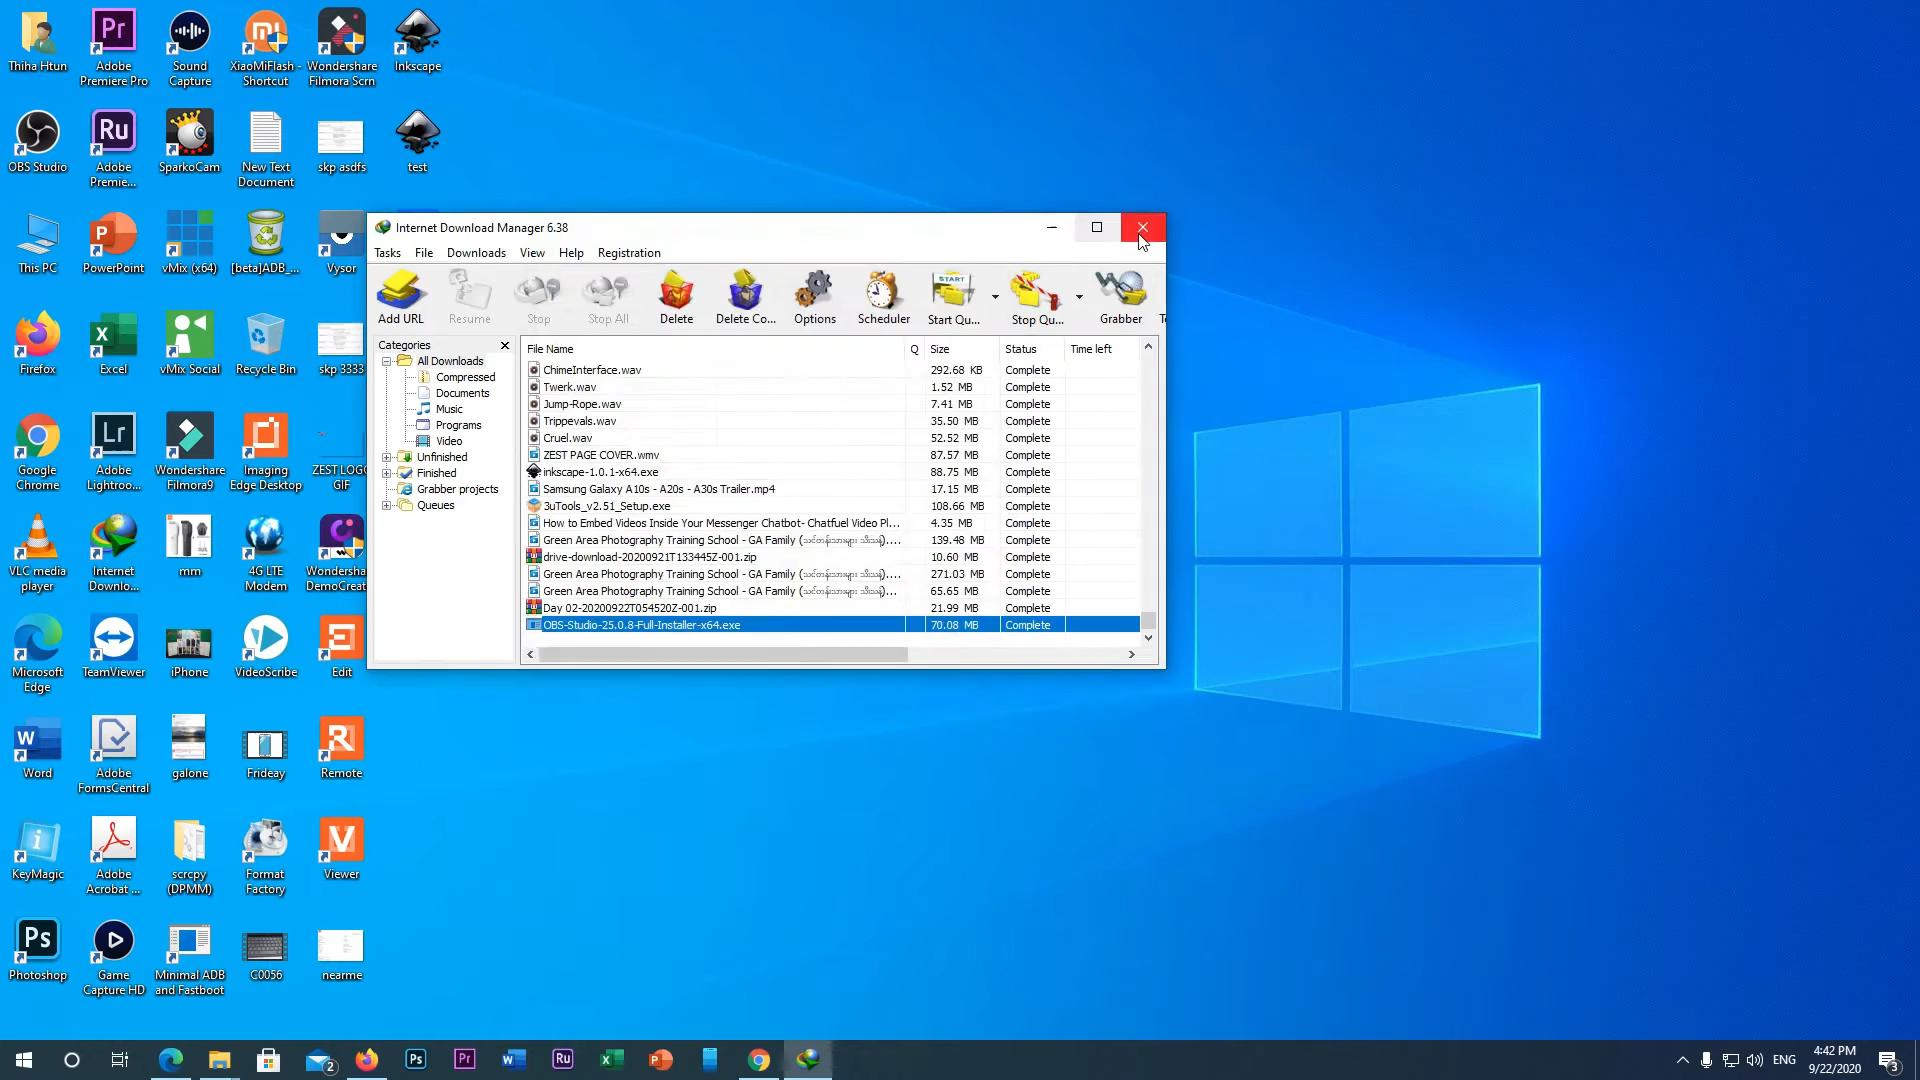 Thiha Htun
Adobe
Premiere Pro
Sound
Capture
XiaoMiFlash -
Shortcut
Wondershare
Filmora Scrn
Inkscape
OBS Studio
Adobe
Premie...
SparkoCam
New Text
Document
skp asdfs
test
This PC
PowerPoint
vMix (x64)
[beta]ADB_...
Vysor
Firefox
Excel
vMix Social
Recycle Bin
skp 3333
Google
Chrome
Adobe
Lightroo...
Wondershare
Filmora9
Imaging
Edge Desktop
ZEST LOGO
GIF
VLC media
player
Internet
Downlo...
mm
4G LTE
Modem
Wondersha
DemoCreat
Microsoft
Edge
TeamViewer
iPhone
VideoScribe
Edit
Word
Adobe
FormsCentral
galone
Frideay
Remote
KeyMagic
Adobe
Acrobat ...
scrcpy
(DPMM)
Format
Factory
Viewer
Photoshop
Game
Capture HD
Minimal ADB
and Fastboot
C0056
nearme
Internet Download Manager 6.38
Tasks File Downloads View Help Registration
Add URL Resume Stop Stop All Delete Delete Co... Options Scheduler Start Qu... Stop Qu... Grabber
Categories
All Downloads
Compressed
Documents
Music
Programs
Video
Unfinished
Finished
Grabber projects
Queues
File Name Q Size Status Time left
ChimeInterface.wav 292.68 KB Complete
Twerk.wav 1.52 MB Complete
Jump-Rope.wav 7.41 MB Complete
Trippevals.wav 35.50 MB Complete
Cruel.wav 52.52 MB Complete
ZEST PAGE COVER.wmv 87.57 MB Complete
inkscape-1.0.1-x64.exe 88.75 MB Complete
Samsung Galaxy A10s - A20s - A30s Trailer.mp4 17.15 MB Complete
3uTools_v2.51_Setup.exe 108.66 MB Complete
How to Embed Videos Inside Your Messenger Chatbot- Chatfuel Video Pl... 4.35 MB Complete
Green Area Photography Training School - GA Family (သင်တန်းသားများ သီးသန့်).... 139.48 MB Complete
drive-download-20200921T133445Z-001.zip 10.60 MB Complete
Green Area Photography Training School - GA Family (သင်တန်းသားများ သီးသန့်).... 271.03 MB Complete
Green Area Photography Training School - GA Family (သင်တန်းသားများ သီးသန့်)... 65.65 MB Complete
Day 02-20200922T054520Z-001.zip 21.99 MB Complete
OBS-Studio-25.0.8-Full-Installer-x64.exe 70.08 MB Complete
2
ENG
4:42 PM
9/22/2020
3